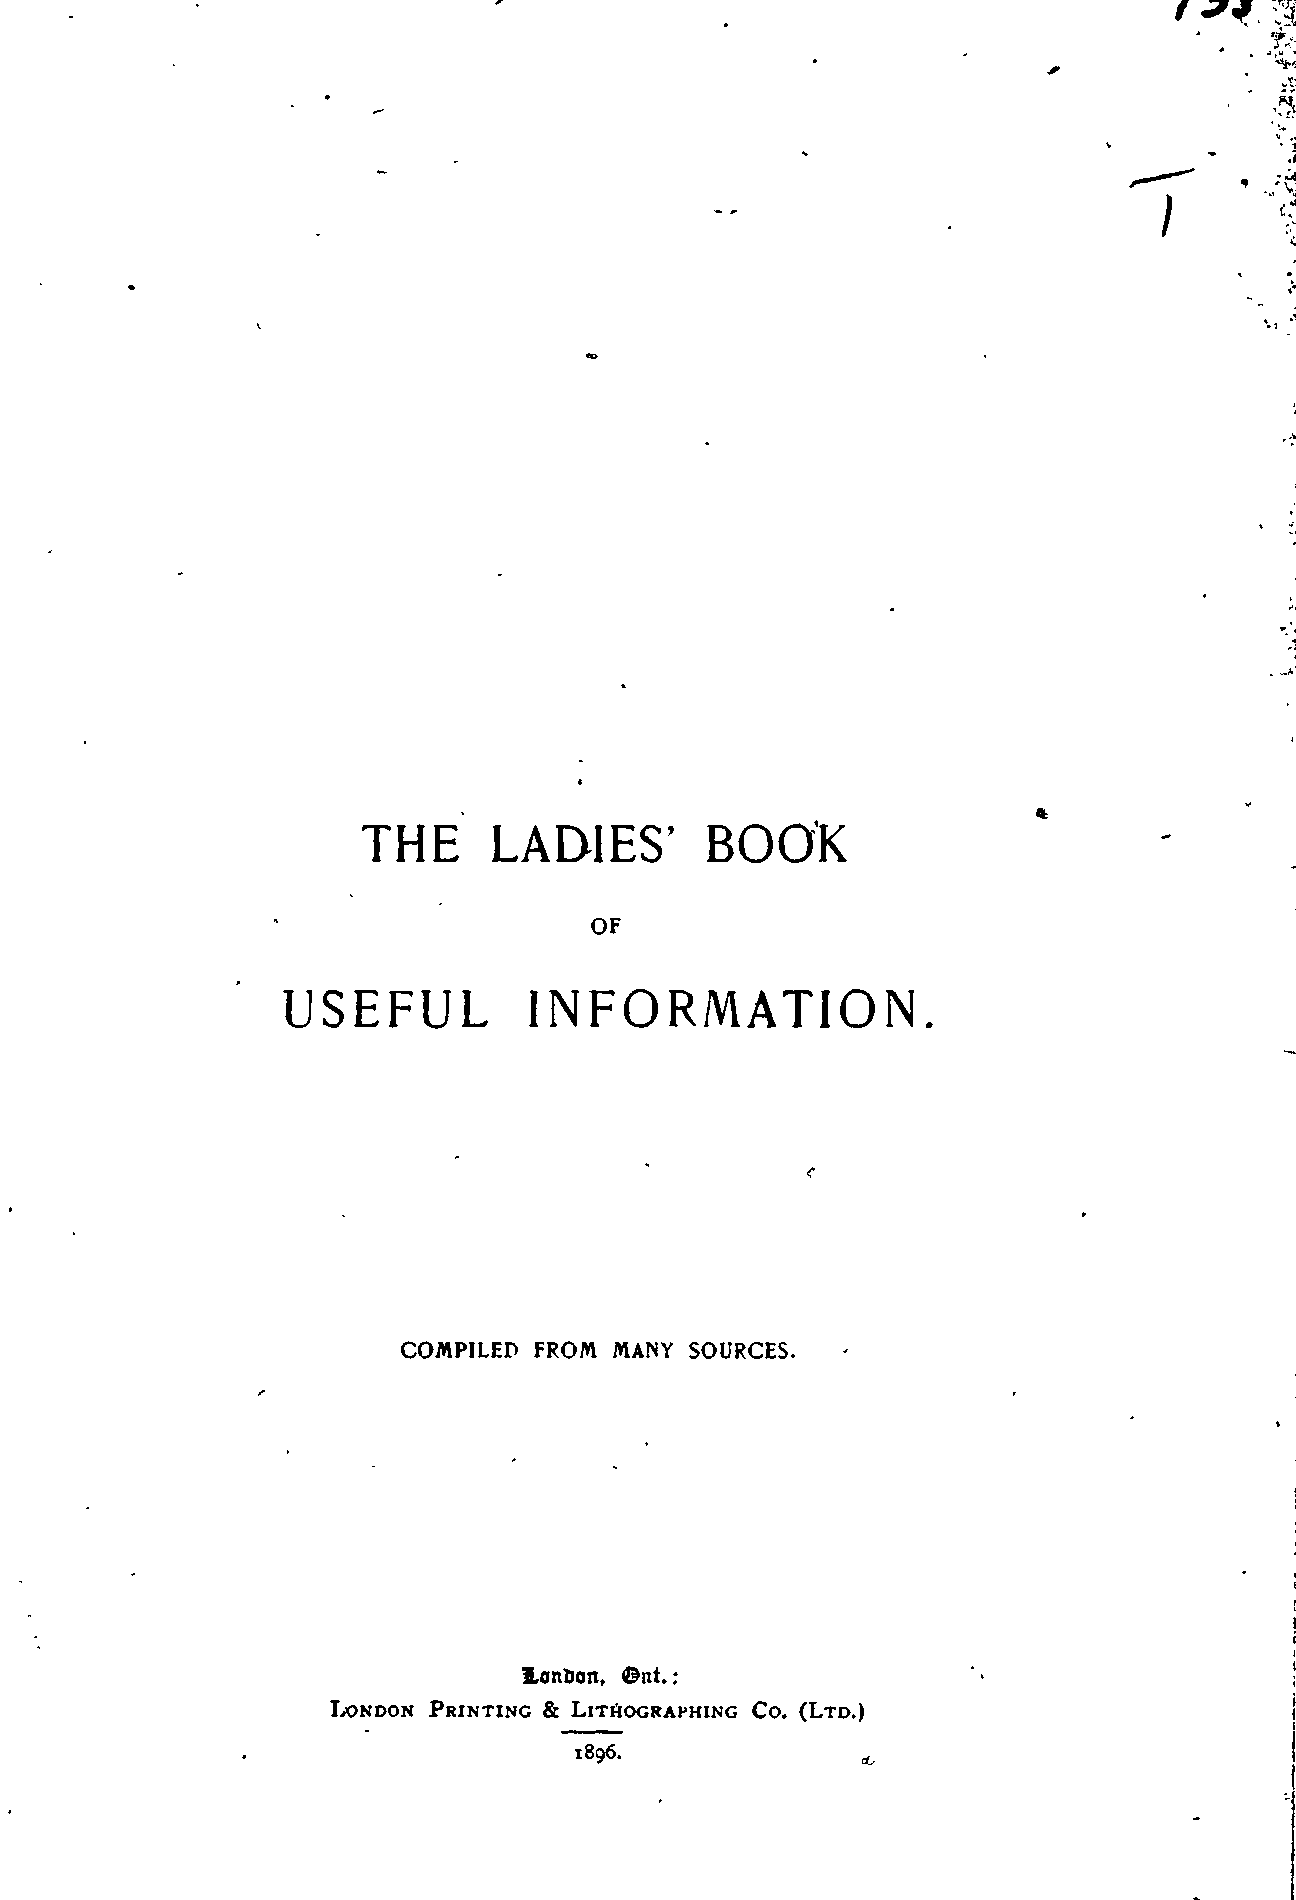 THE LADIES' BOOK
OF
USEFUL INFORMATION.
COMPILED FROM MANY SOURCES.
London, Ont.:
LONDON PRINTING & LITHOGRAPHING CO. (LTD.)
1896.